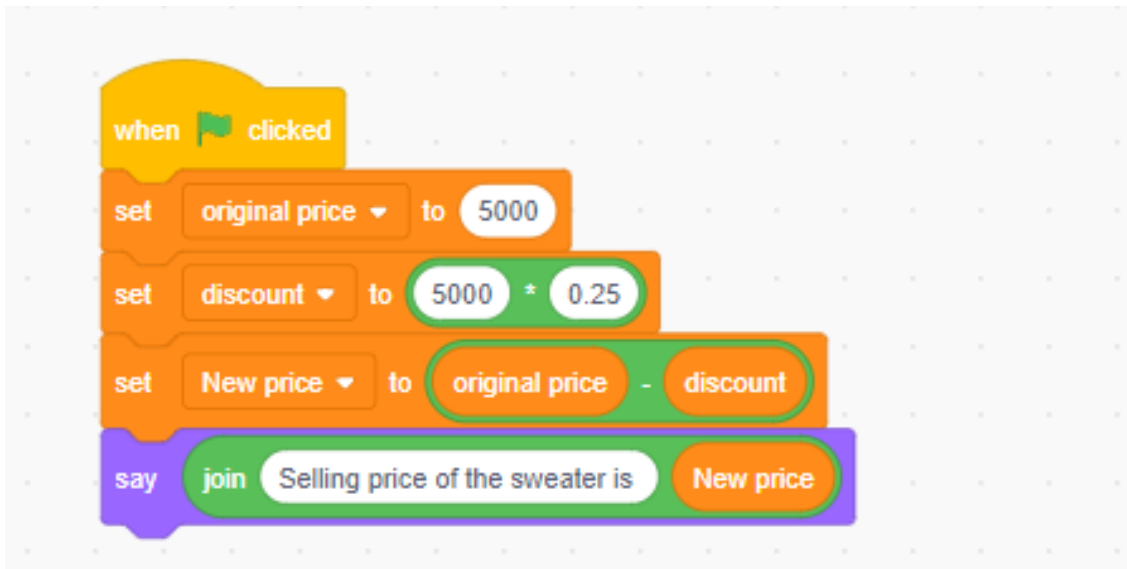 when clicked
set original price to 5000
set discount to 5000 * 0.25
set New price to original price - discount
say join Selling price of the sweater is New price